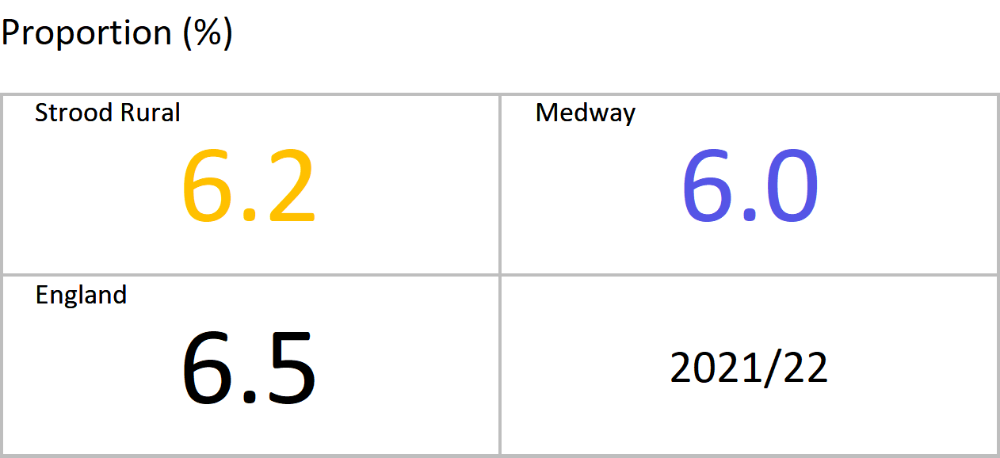 Proportion (%)
Strood Rural
6.2
Medway
6.0
England
6.5
2021/22